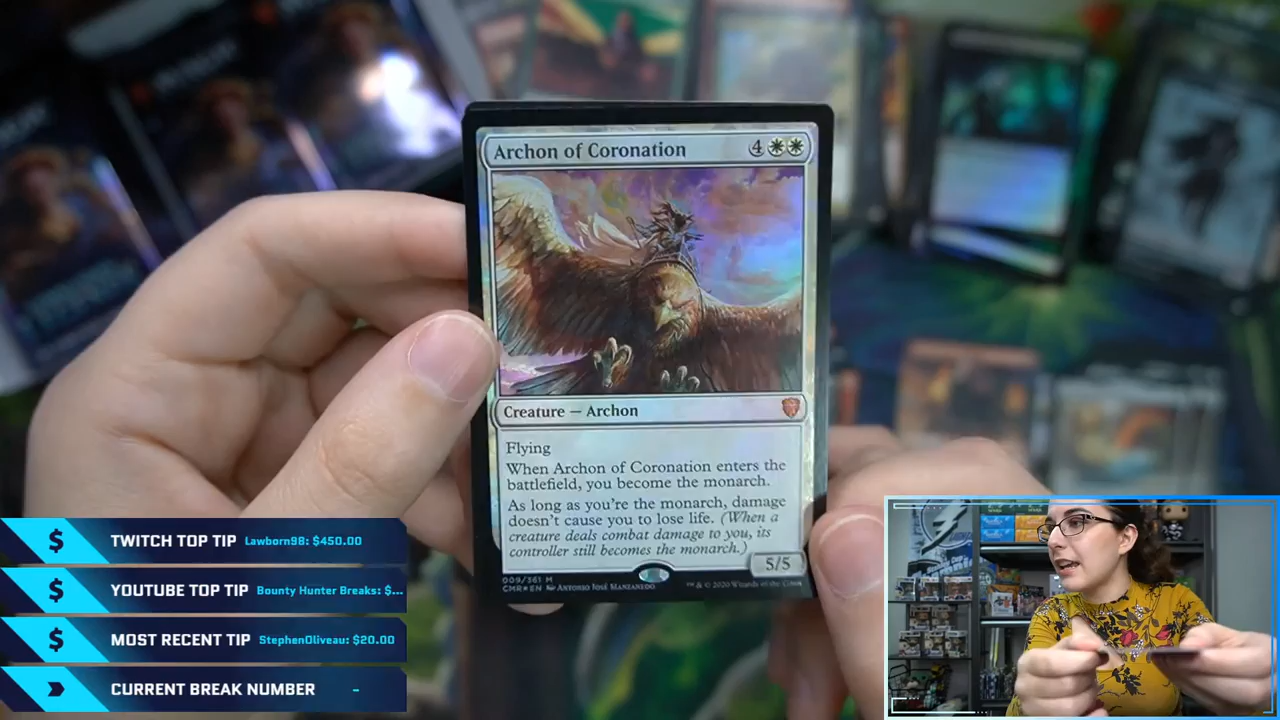 Archon of Coronation
4
Creature — Archon
Flying
When Archon of Coronation enters the
battlefield, you become the monarch.
As long as you're the monarch, damage
doesn't cause you to lose life. (When a
creature deals combat damage to you, its
controller still becomes the monarch.)
5/5
009/361 M
CMR★EN Antonio José Manzanedo
™ & © 2020 Wizards of the Coast
$ TWITCH TOP TIP Lawborn98: $450.00
$ YOUTUBE TOP TIP Bounty Hunter Breaks: $...
$ MOST RECENT TIP StephenOliveau: $20.00
CURRENT BREAK NUMBER -